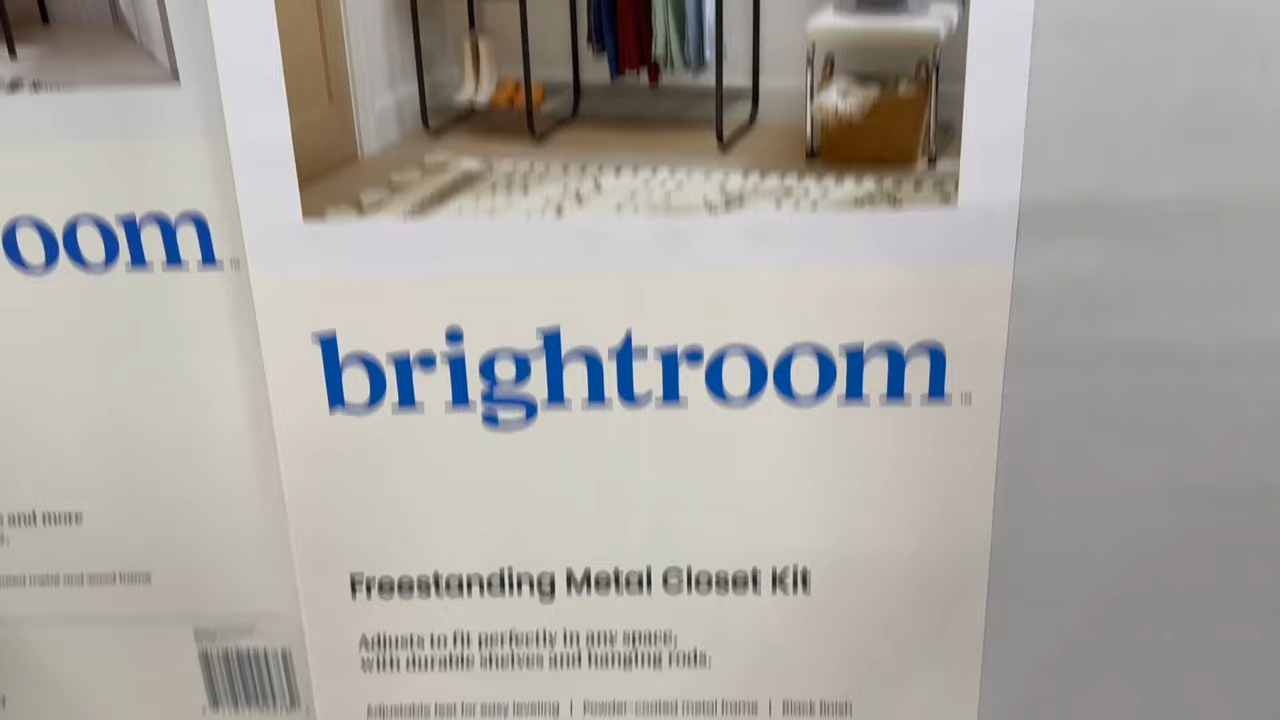 oom
brightroom
and more
Freestanding Metal Closet Kit
Adjusts to fit perfectly in any space,
with durable shelves and hanging rods.
Adjustable feet for easy leveling | Powder-coated metal frame | Black finish